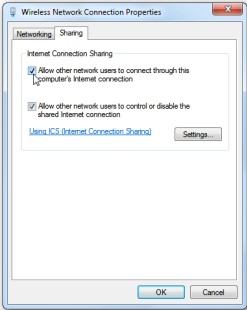 Wireless Network Connection Properties
Networking
Sharing
Internet Connection Sharing
Allow other network users to connect through this
computer's Internet connection
Allow other network users to control or disable the
shared Internet connection
Using ICS (Internet Connection Sharing)
Settings...
OK
Cancel